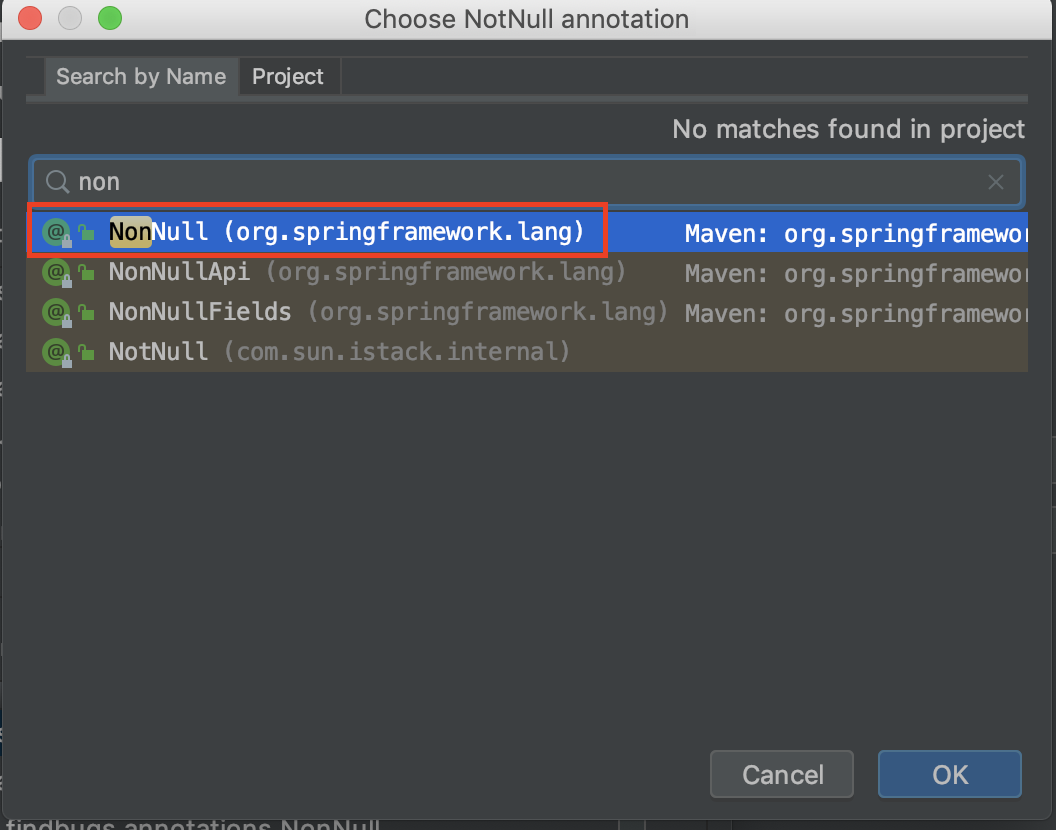 Choose NotNull annotation
Search by Name Project
No matches found in project
non
NonNull (org.springframework.lang) Maven: org.springframewor
NonNullApi (org.springframework.lang) Maven: org.springframewor
NonNullFields (org.springframework.lang) Maven: org.springframewor
NotNull (com.sun.istack.internal)
Cancel OK
findbugs.annotations.NonNull